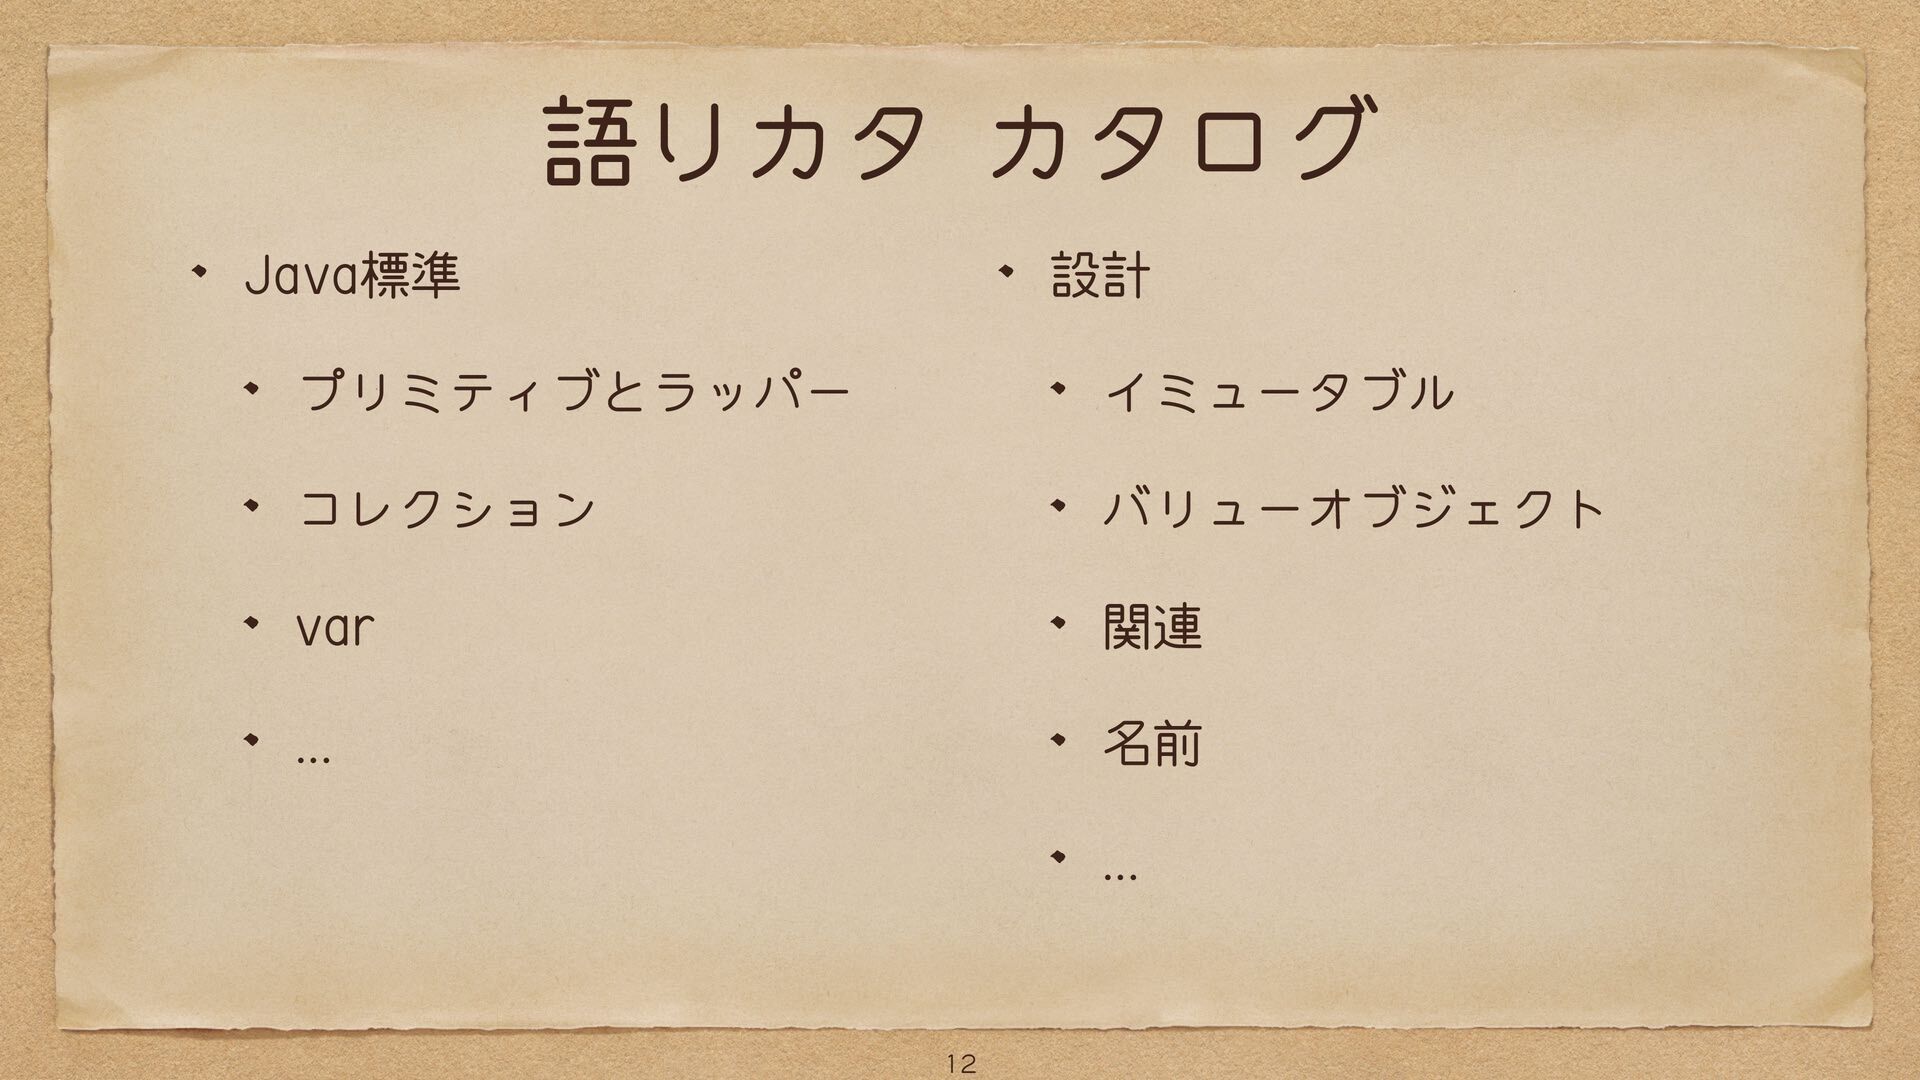 語リカタ カタログ
・ Java標準
・ プリミティブとラッパー
・ コレクション
・ var
・ ...
・ 設計
・ イミュータブル
・ バリューオブジェクト
・ 関連
・ 名前
・ ...
12